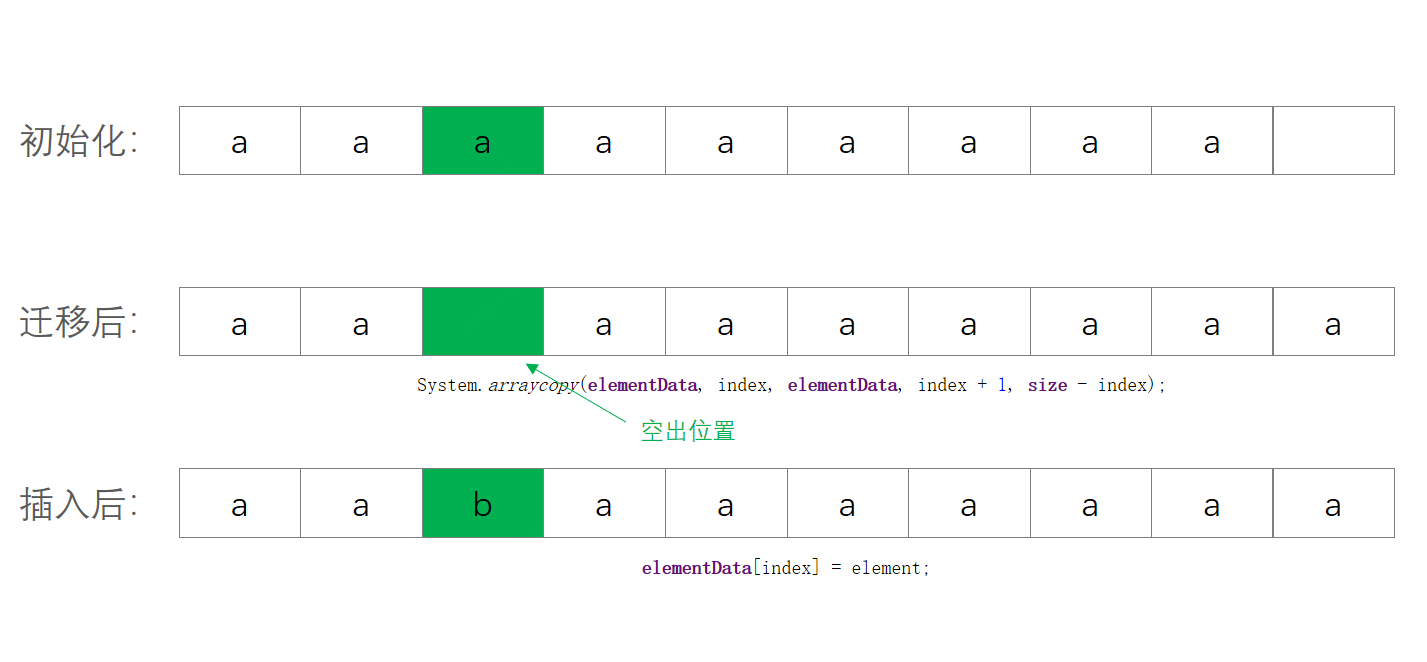 初始化： a a a a a a a a a
迁移后： a a a a a a a a a
System.arraycopy(elementData, index, elementData, index + 1, size - index);
空出位置
插入后： a a b a a a a a a a
elementData[index] = element;